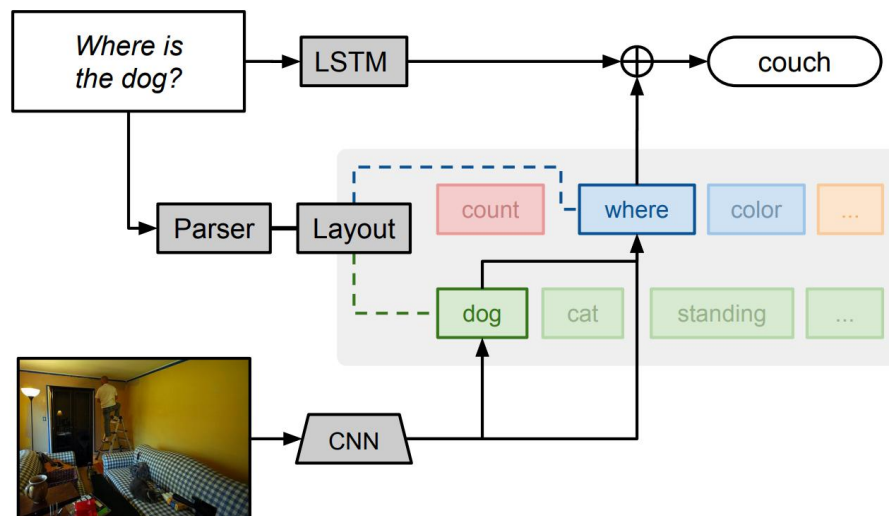 Where is
the dog?
LSTM
couch
count
where
color
...
Parser
Layout
dog
cat
standing
...
CNN